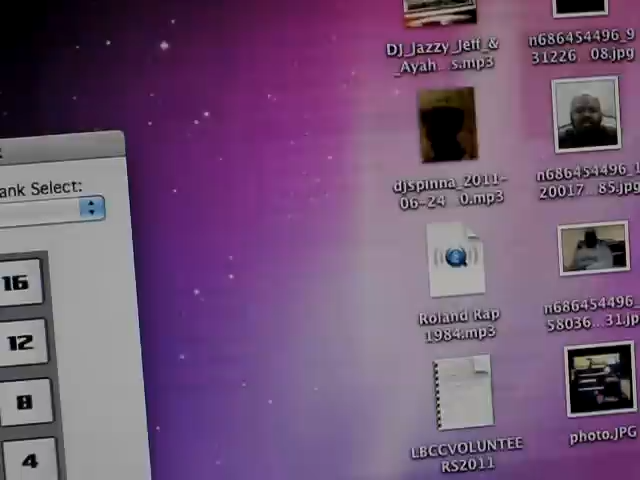 DJ_Jazzy_Jeff_&
_Ayah...s.mp3
n686454496_9
31226...08.jpg
ank Select:
djspinna_2011-
06-24...0.mp3
n686454496_1
20017...85.jpg
16
Roland Rap
1984.mp3
n686454496_
58036...31.jp
12
8
4
LBCCVOLUNTEE
RS2011
photo.JPG